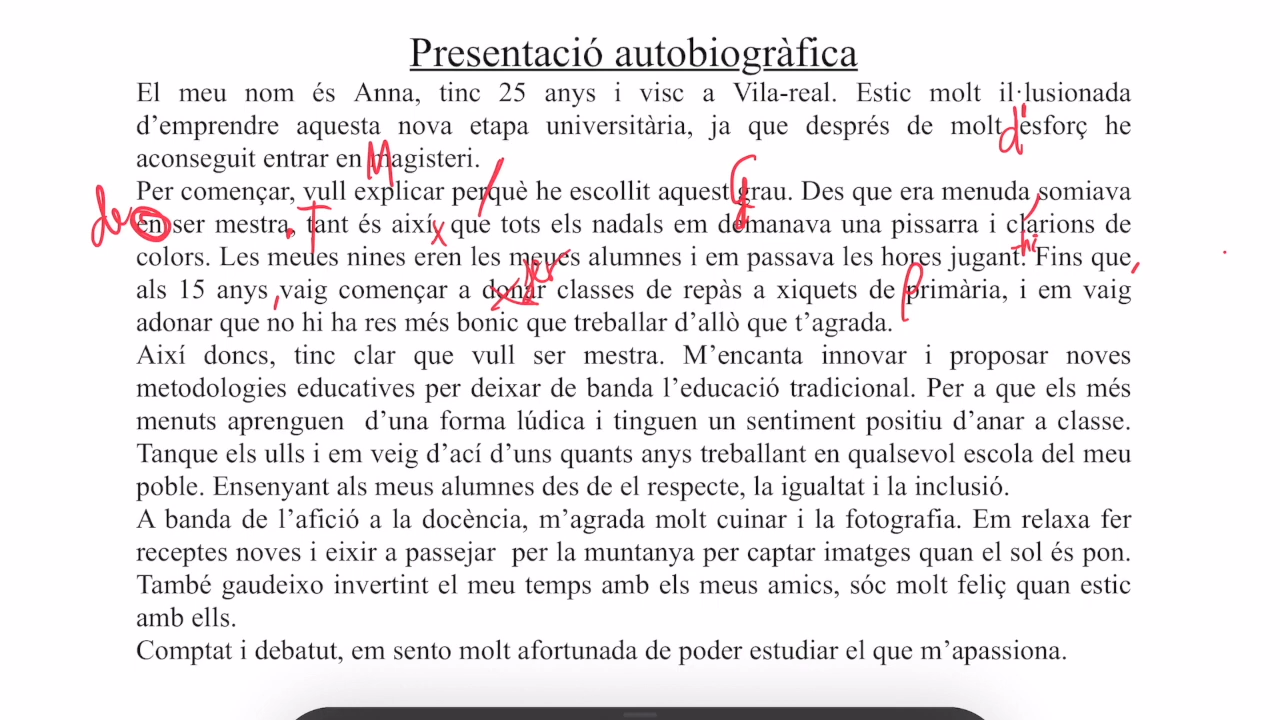 Presentació autobiogràfica
El meu nom és Anna, tinc 25 anys i visc a Vila-real. Estic molt il·lusionada
d’emprendre aquesta nova etapa universitària, ja que després de molt esforç he
d'
aconseguit entrar en magisteri.
M
Per començar, vull explicar perquè he escollit aquest grau. Des que era menuda somiava
de
en ser mestra, tant és així que tots els nadals em demanava una pissarra i clarions de
T
colors. Les meues nines eren les meues alumnes i em passava les hores jugant. Fins que,
hi
als 15 anys, vaig començar a donar classes de repàs a xiquets de primària, i em vaig
fer
P
adonar que no hi ha res més bonic que treballar d’allò que t’agrada.
Així doncs, tinc clar que vull ser mestra. M’encanta innovar i proposar noves
metodologies educatives per deixar de banda l’educació tradicional. Per a que els més
menuts aprenguen d’una forma lúdica i tinguen un sentiment positiu d’anar a classe.
Tanque els ulls i em veig d’ací d’uns quants anys treballant en qualsevol escola del meu
poble. Ensenyant als meus alumnes des de el respecte, la igualtat i la inclusió.
A banda de l’afició a la docència, m’agrada molt cuinar i la fotografia. Em relaxa fer
receptes noves i eixir a passejar per la muntanya per captar imatges quan el sol és pon.
També gaudeixo invertint el meu temps amb els meus amics, sóc molt feliç quan estic
amb ells.
Comptat i debatut, em sento molt afortunada de poder estudiar el que m’apassiona.